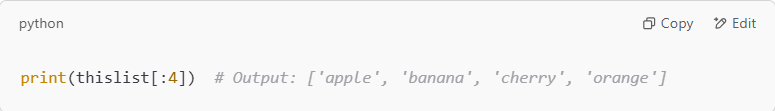 python Copy Edit
print(thislist[:4])  # Output: ['apple', 'banana', 'cherry', 'orange']